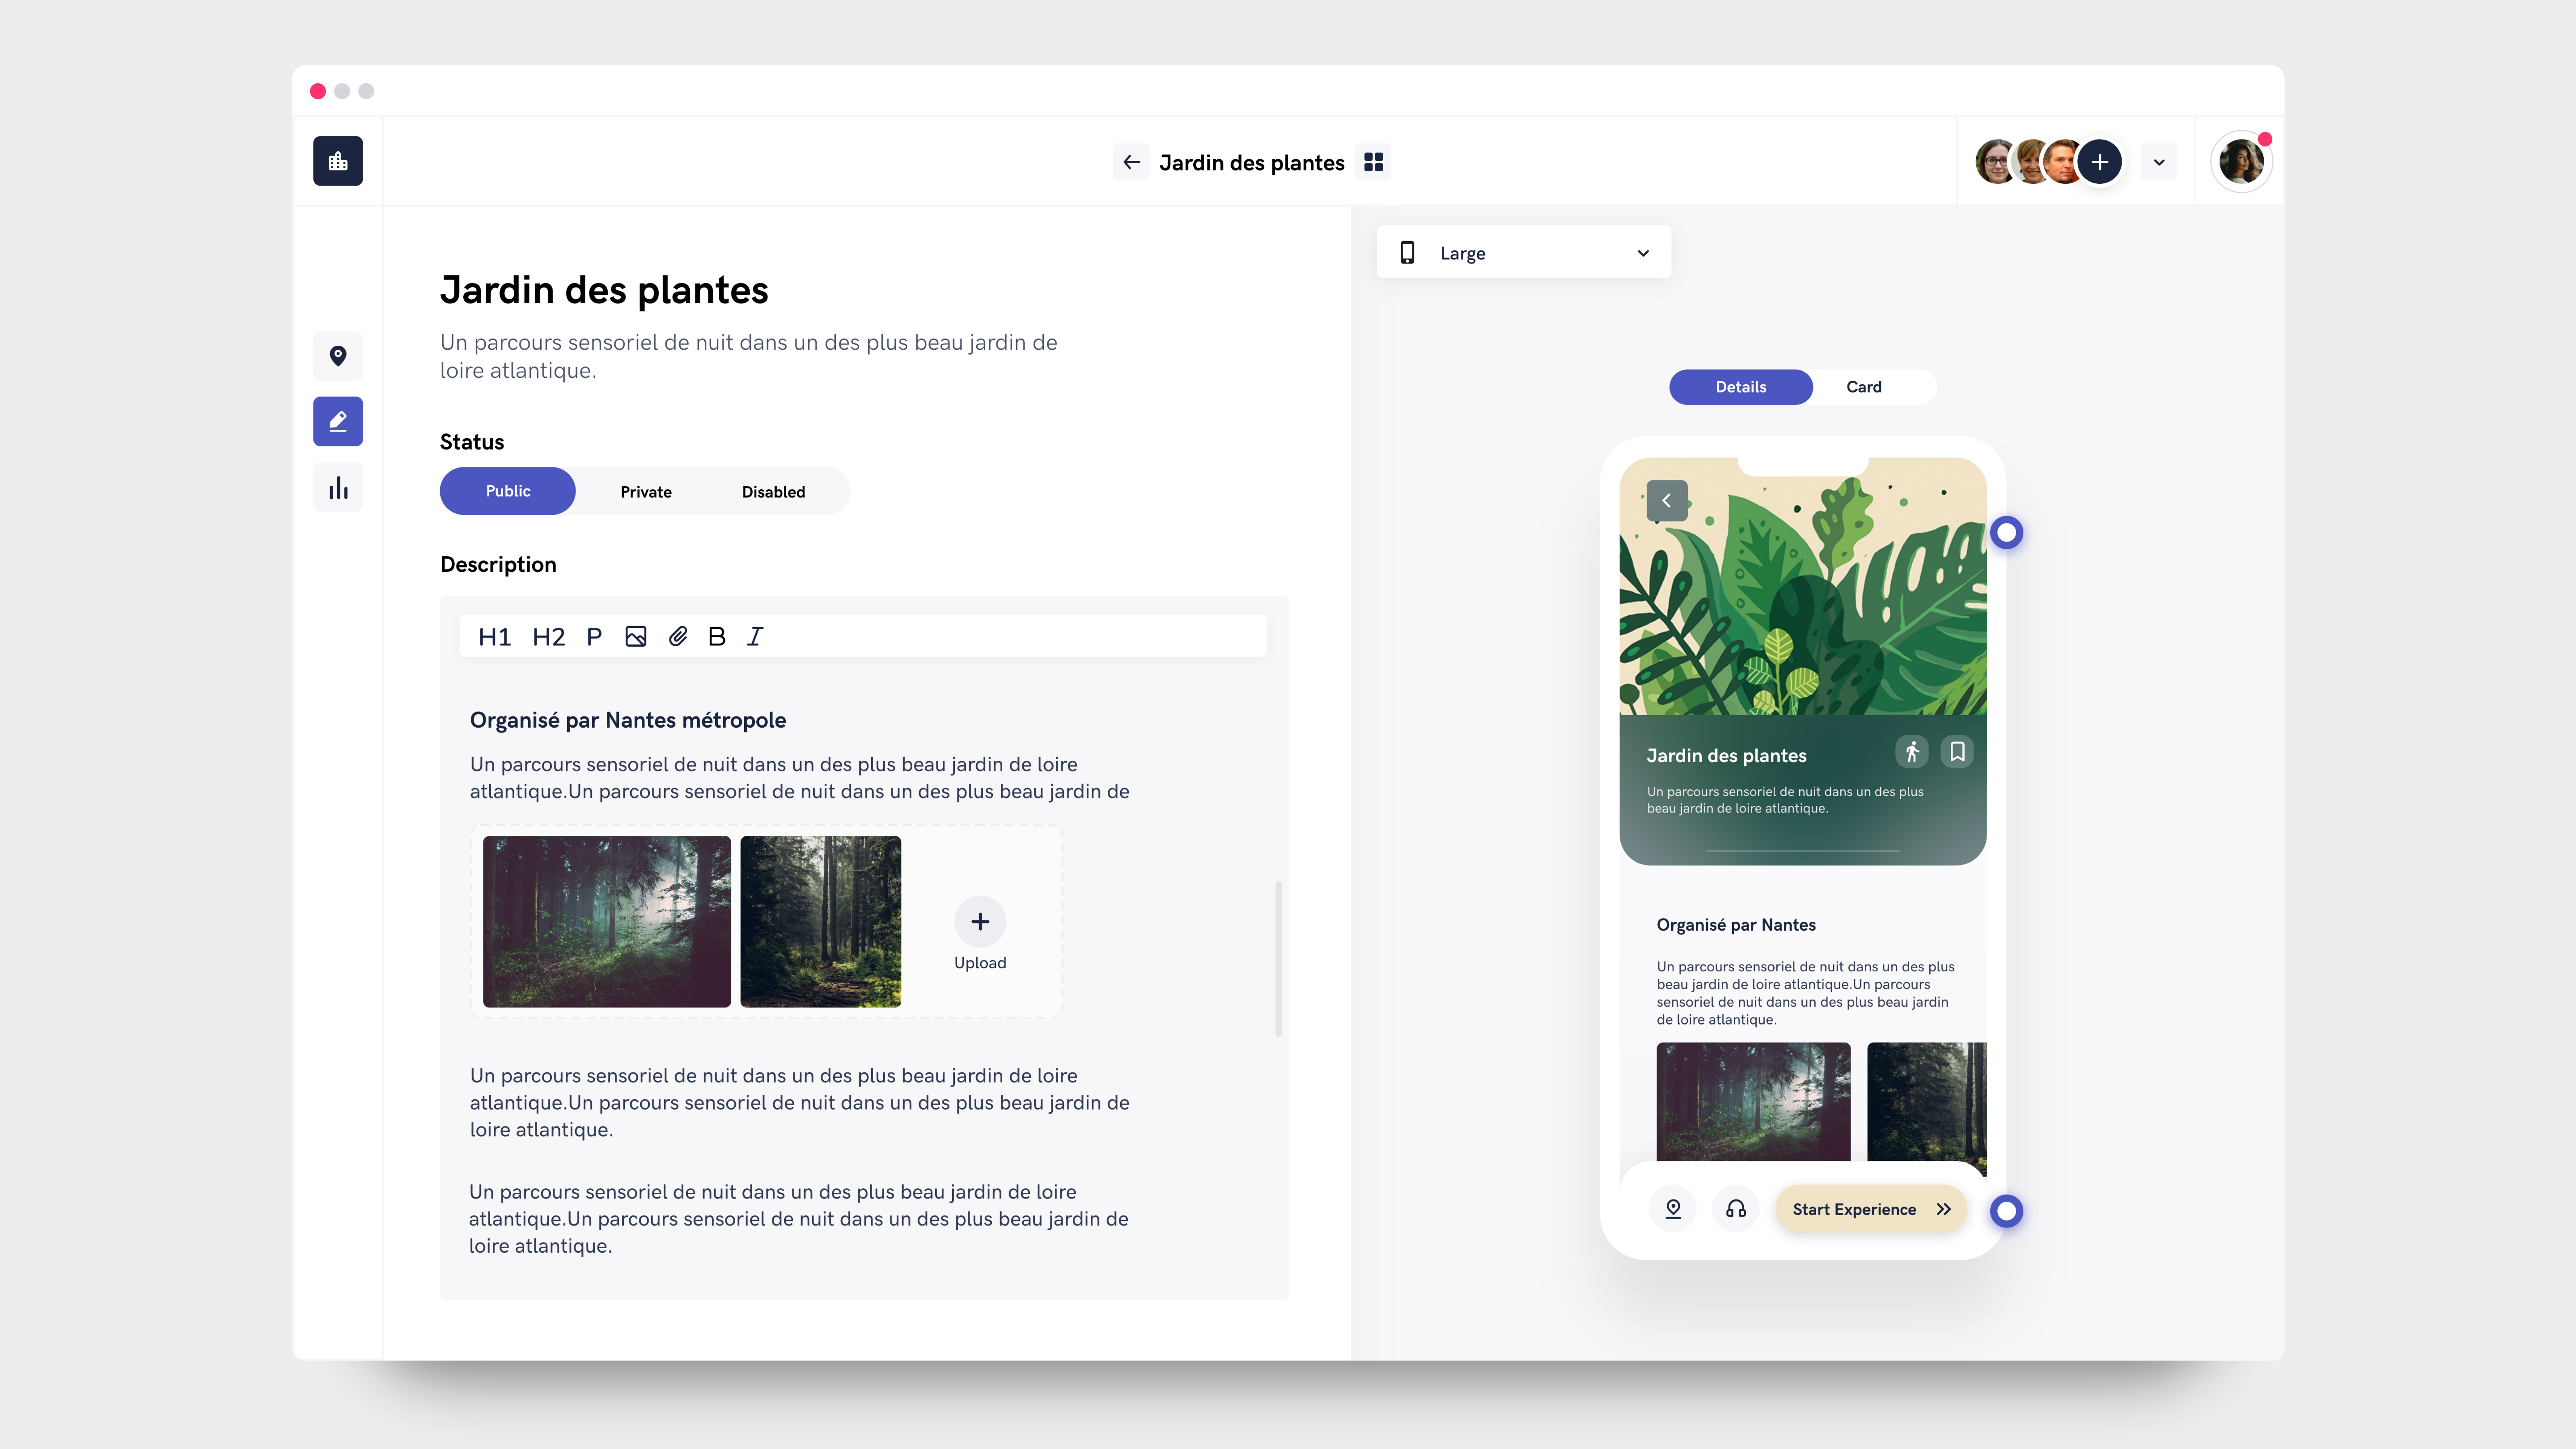 Jardin des plantes
Large
Jardin des plantes
Un parcours sensoriel de nuit dans un des plus beau jardin de
loire atlantique.
Status
Public Private Disabled
Description
H1 H2 P B I
Organisé par Nantes métropole
Un parcours sensoriel de nuit dans un des plus beau jardin de loire
atlantique.Un parcours sensoriel de nuit dans un des plus beau jardin de
Upload
Un parcours sensoriel de nuit dans un des plus beau jardin de loire
atlantique.Un parcours sensoriel de nuit dans un des plus beau jardin de
loire atlantique.
Un parcours sensoriel de nuit dans un des plus beau jardin de loire
atlantique.Un parcours sensoriel de nuit dans un des plus beau jardin de
loire atlantique.
Details Card
Jardin des plantes
Un parcours sensoriel de nuit dans un des plus
beau jardin de loire atlantique.
Organisé par Nantes
Un parcours sensoriel de nuit dans un des plus
beau jardin de loire atlantique.Un parcours
sensoriel de nuit dans un des plus beau jardin
de loire atlantique.
Start Experience